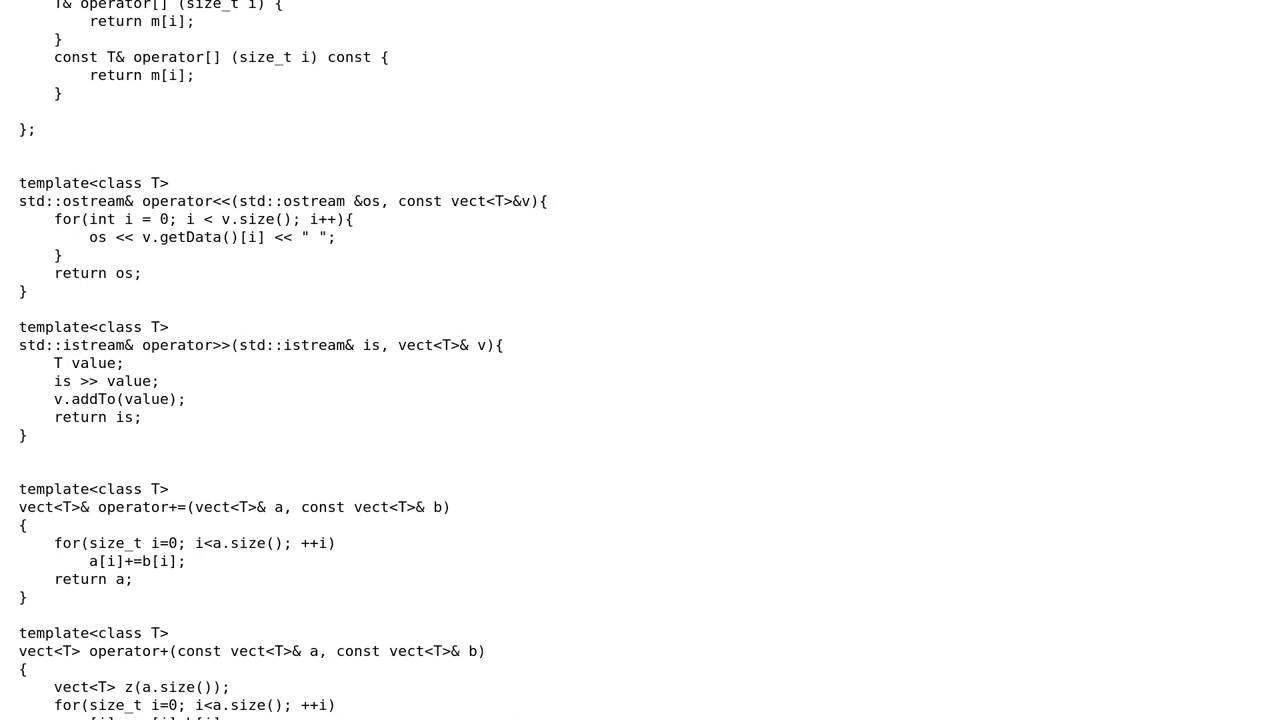 T& operator[] (size_t i) {
        return m[i];
    }
    const T& operator[] (size_t i) const {
        return m[i];
    }

};


template<class T>
std::ostream& operator<<(std::ostream &os, const vect<T>&v){
    for(int i = 0; i < v.size(); i++){
        os << v.getData()[i] << " ";
    }
    return os;
}

template<class T>
std::istream& operator>>(std::istream& is, vect<T>& v){
    T value;
    is >> value;
    v.addTo(value);
    return is;
}


template<class T>
vect<T>& operator+=(vect<T>& a, const vect<T>& b)
{
    for(size_t i=0; i<a.size(); ++i)
        a[i]+=b[i];
    return a;
}

template<class T>
vect<T> operator+(const vect<T>& a, const vect<T>& b)
{
    vect<T> z(a.size());
    for(size_t i=0; i<a.size(); ++i)